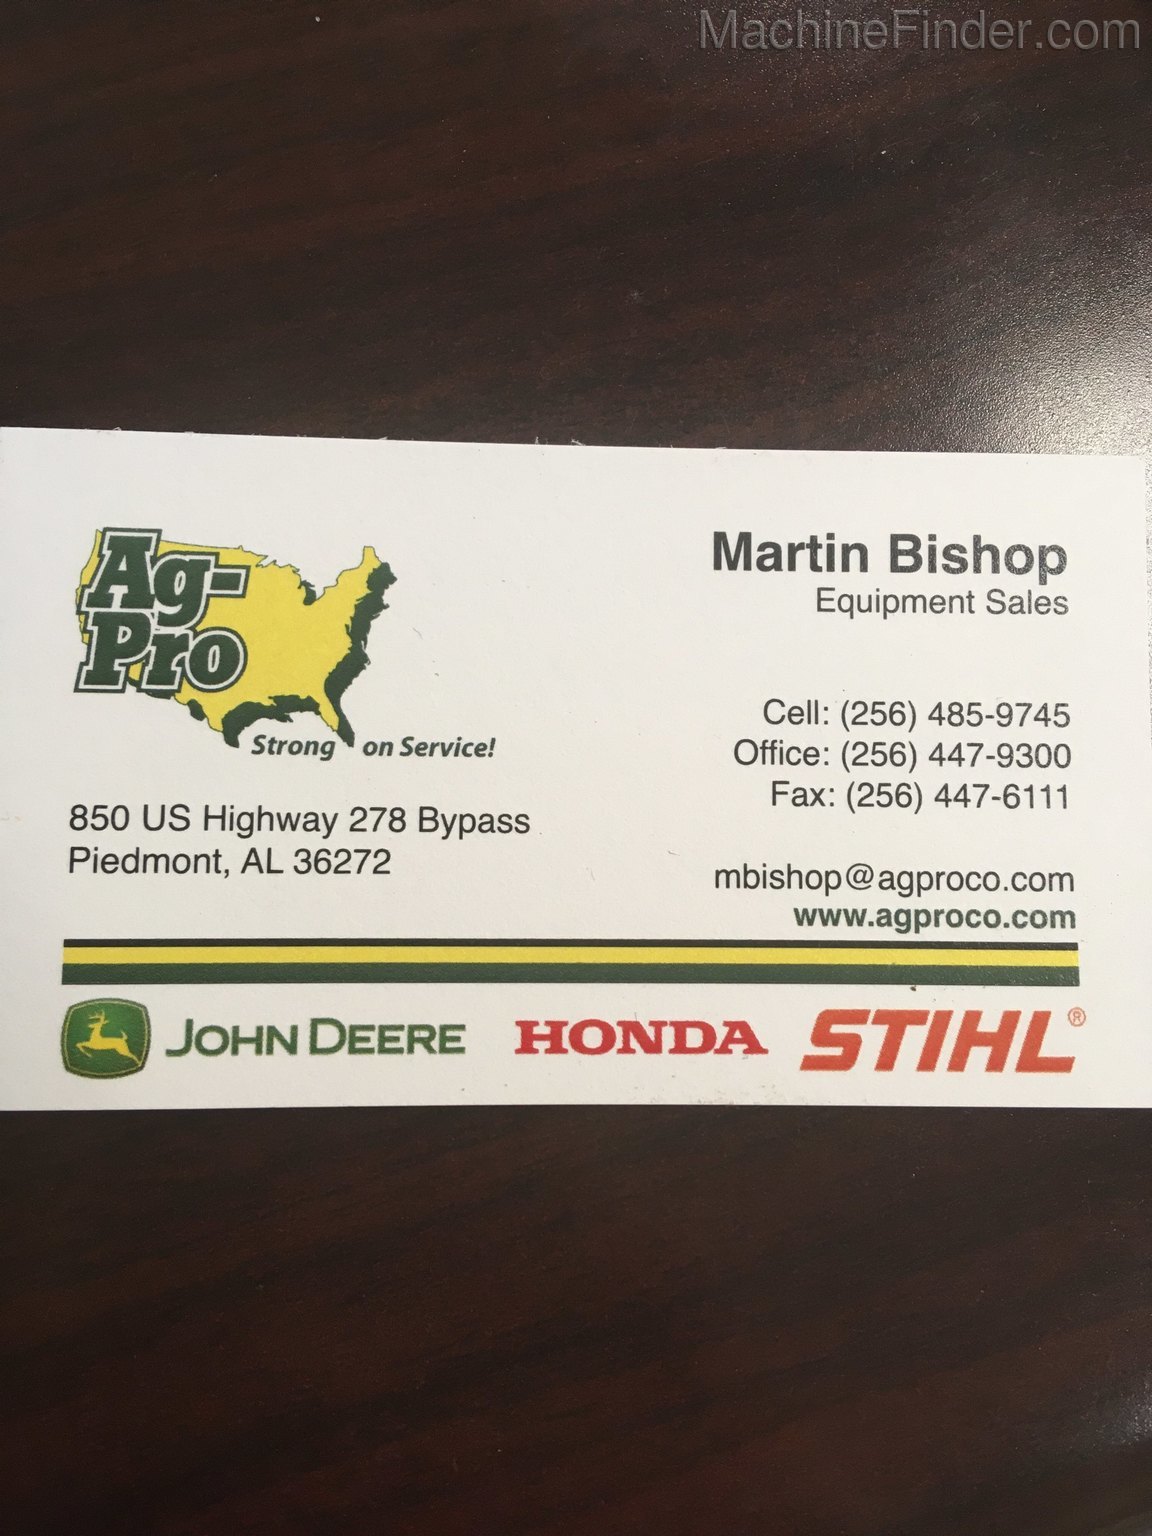 MachineFinder.com
Ag-
Pro
Strong on Service!
850 US Highway 278 Bypass
Piedmont, AL 36272
Martin Bishop
Equipment Sales
Cell: (256) 485-9745
Office: (256) 447-9300
Fax: (256) 447-6111
mbishop@agproco.com
www.agproco.com
JOHN DEERE HONDA STIHL®